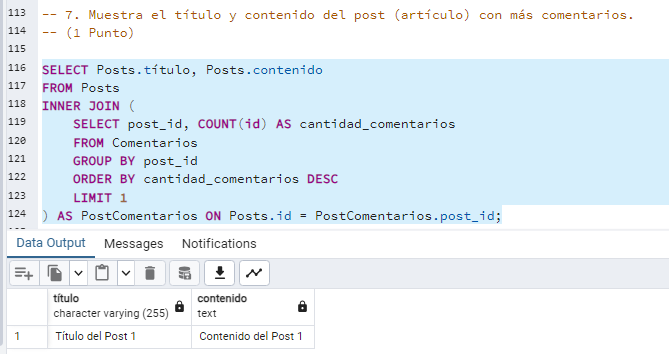 113 -- 7. Muestra el título y contenido del post (artículo) con más comentarios.
114 -- (1 Punto)
115
116 SELECT Posts.título, Posts.contenido
117 FROM Posts
118 INNER JOIN (
119 SELECT post_id, COUNT(id) AS cantidad_comentarios
120 FROM Comentarios
121 GROUP BY post_id
122 ORDER BY cantidad_comentarios DESC
123 LIMIT 1
124 ) AS PostComentarios ON Posts.id = PostComentarios.post_id;
Data Output Messages Notifications
título contenido
character varying (255) text
1 Título del Post 1 Contenido del Post 1